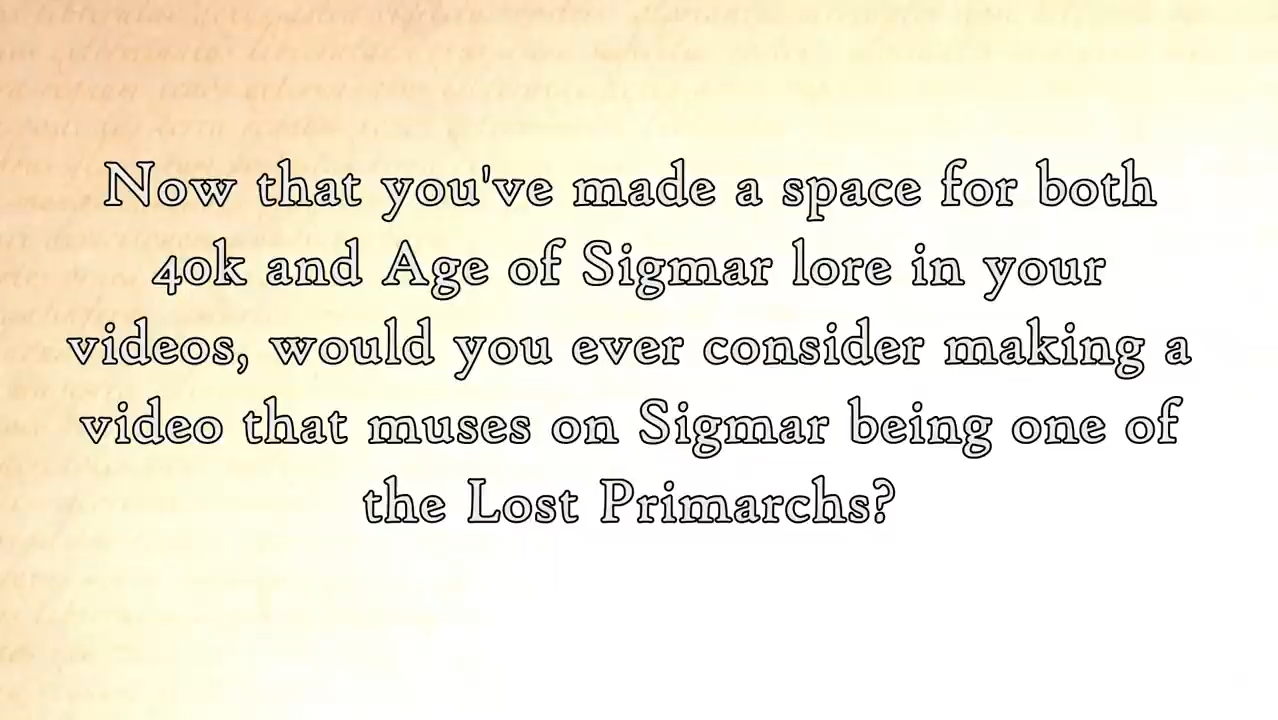 Now that you've made a space for both
40k and Age of Sigmar lore in your
videos, would you ever consider making a
video that muses on Sigmar being one of
the Lost Primarchs?